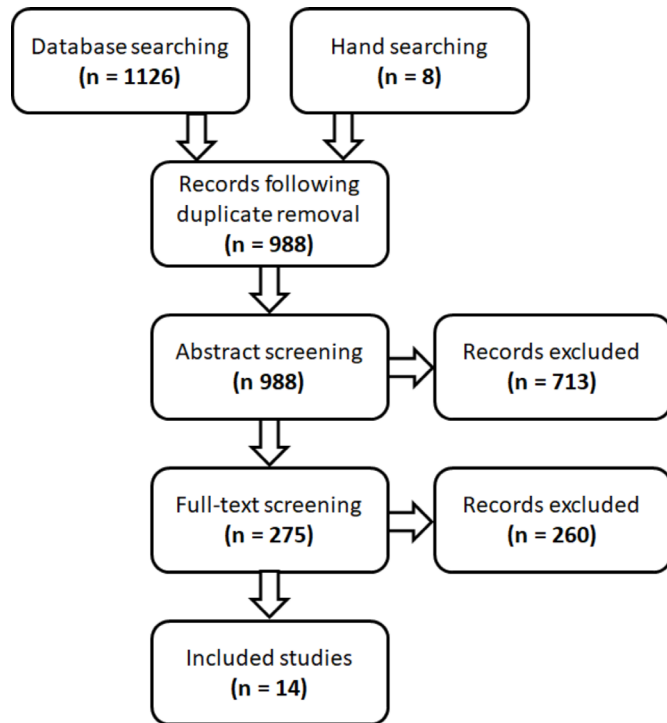 Database searching
(n = 1126)
Hand searching
(n = 8)
Records following
duplicate removal
(n = 988)
Abstract screening
(n 988)
Records excluded
(n = 713)
Full-text screening
(n = 275)
Records excluded
(n = 260)
Included studies
(n = 14)